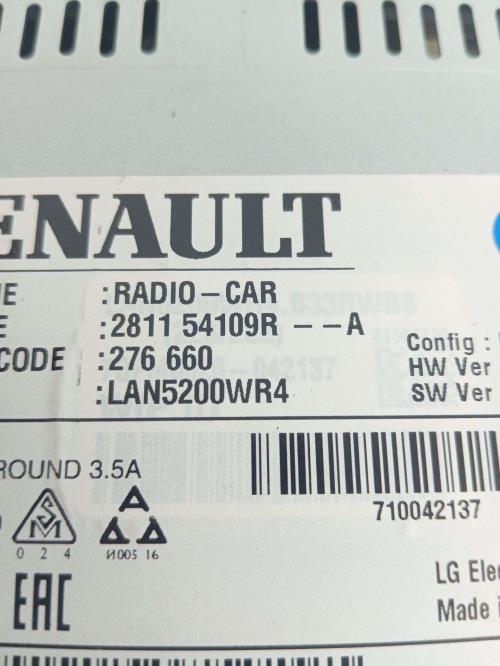 ENAULT
E :RADIO-CAR
E :2811 54109R --A
CODE :276 660
:LAN5200WR4
Config :
HW Ver
SW Ver
ROUND 3.5A
710042137
0 2 4
И005 16
EAC
LG Elec
Made i